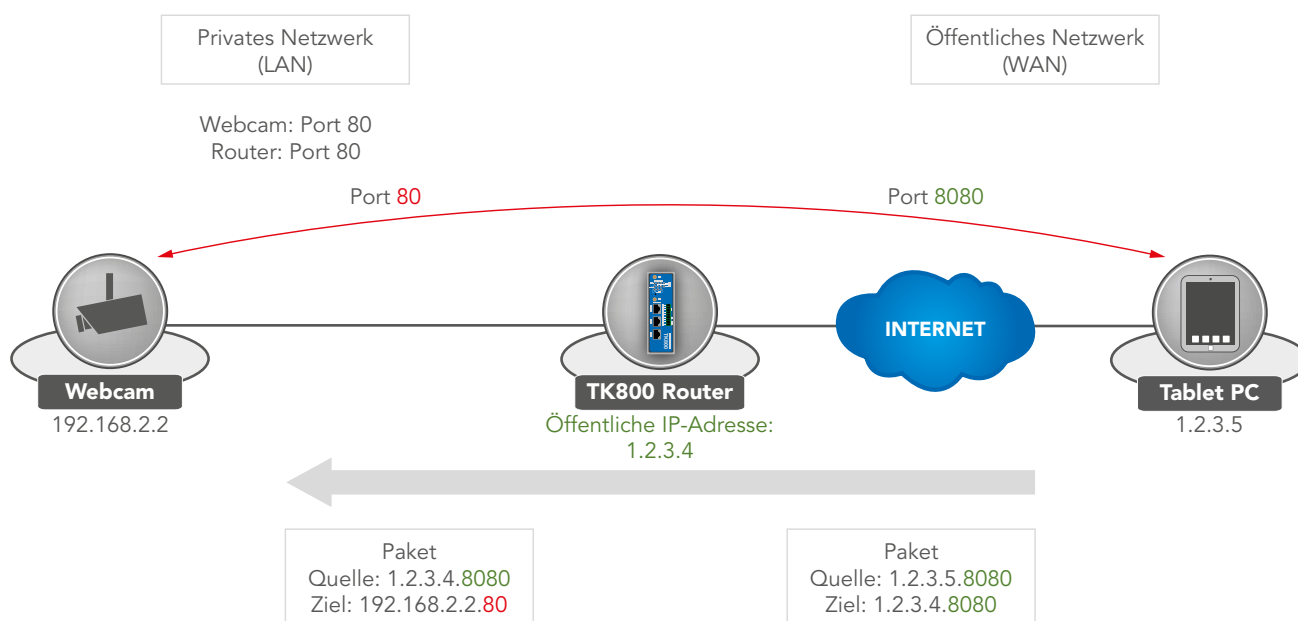 Privates Netzwerk
(LAN)
Öffentliches Netzwerk
(WAN)
Webcam: Port 80
Router: Port 80
Port 80
Port 8080
INTERNET
Webcam
192.168.2.2
TK800 Router
Öffentliche IP-Adresse:
1.2.3.4
Tablet PC
1.2.3.5
Paket
Quelle: 1.2.3.4.8080
Ziel: 192.168.2.2.80
Paket
Quelle: 1.2.3.5.8080
Ziel: 1.2.3.4.8080